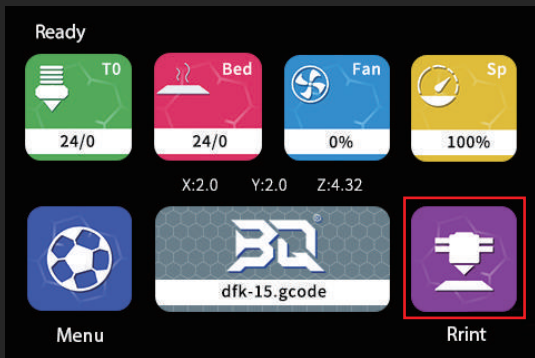 Ready
T0 Bed Fan Sp
24/0 24/0 0% 100%
X:2.0 Y:2.0 Z:4.32
BQ
dfk-15.gcode
Menu Rrint